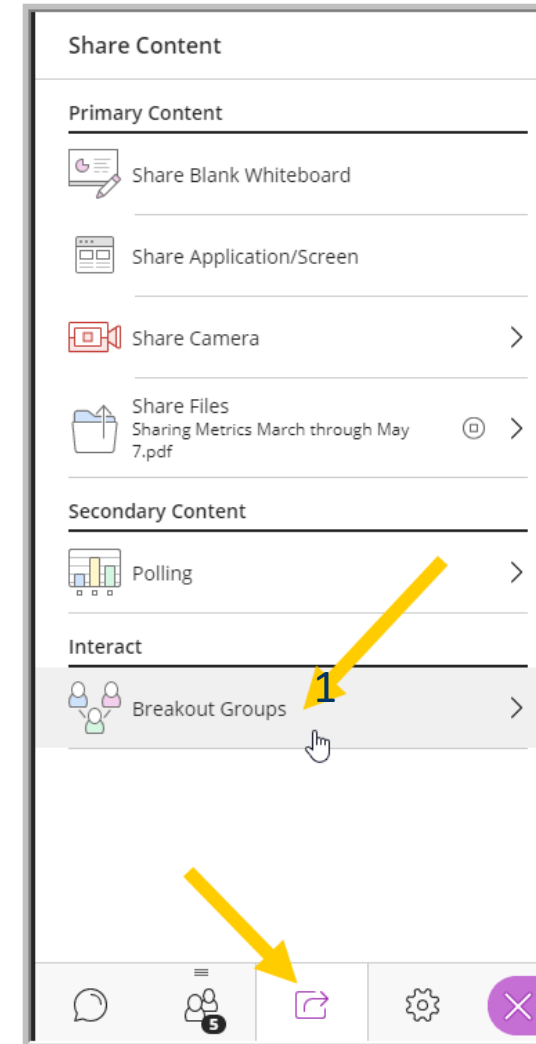 Share Content
Primary Content
Share Blank Whiteboard
Share Application/Screen
Share Camera
Share Files
Sharing Metrics March through May
7.pdf
Secondary Content
Polling
Interact
1
Breakout Groups
5